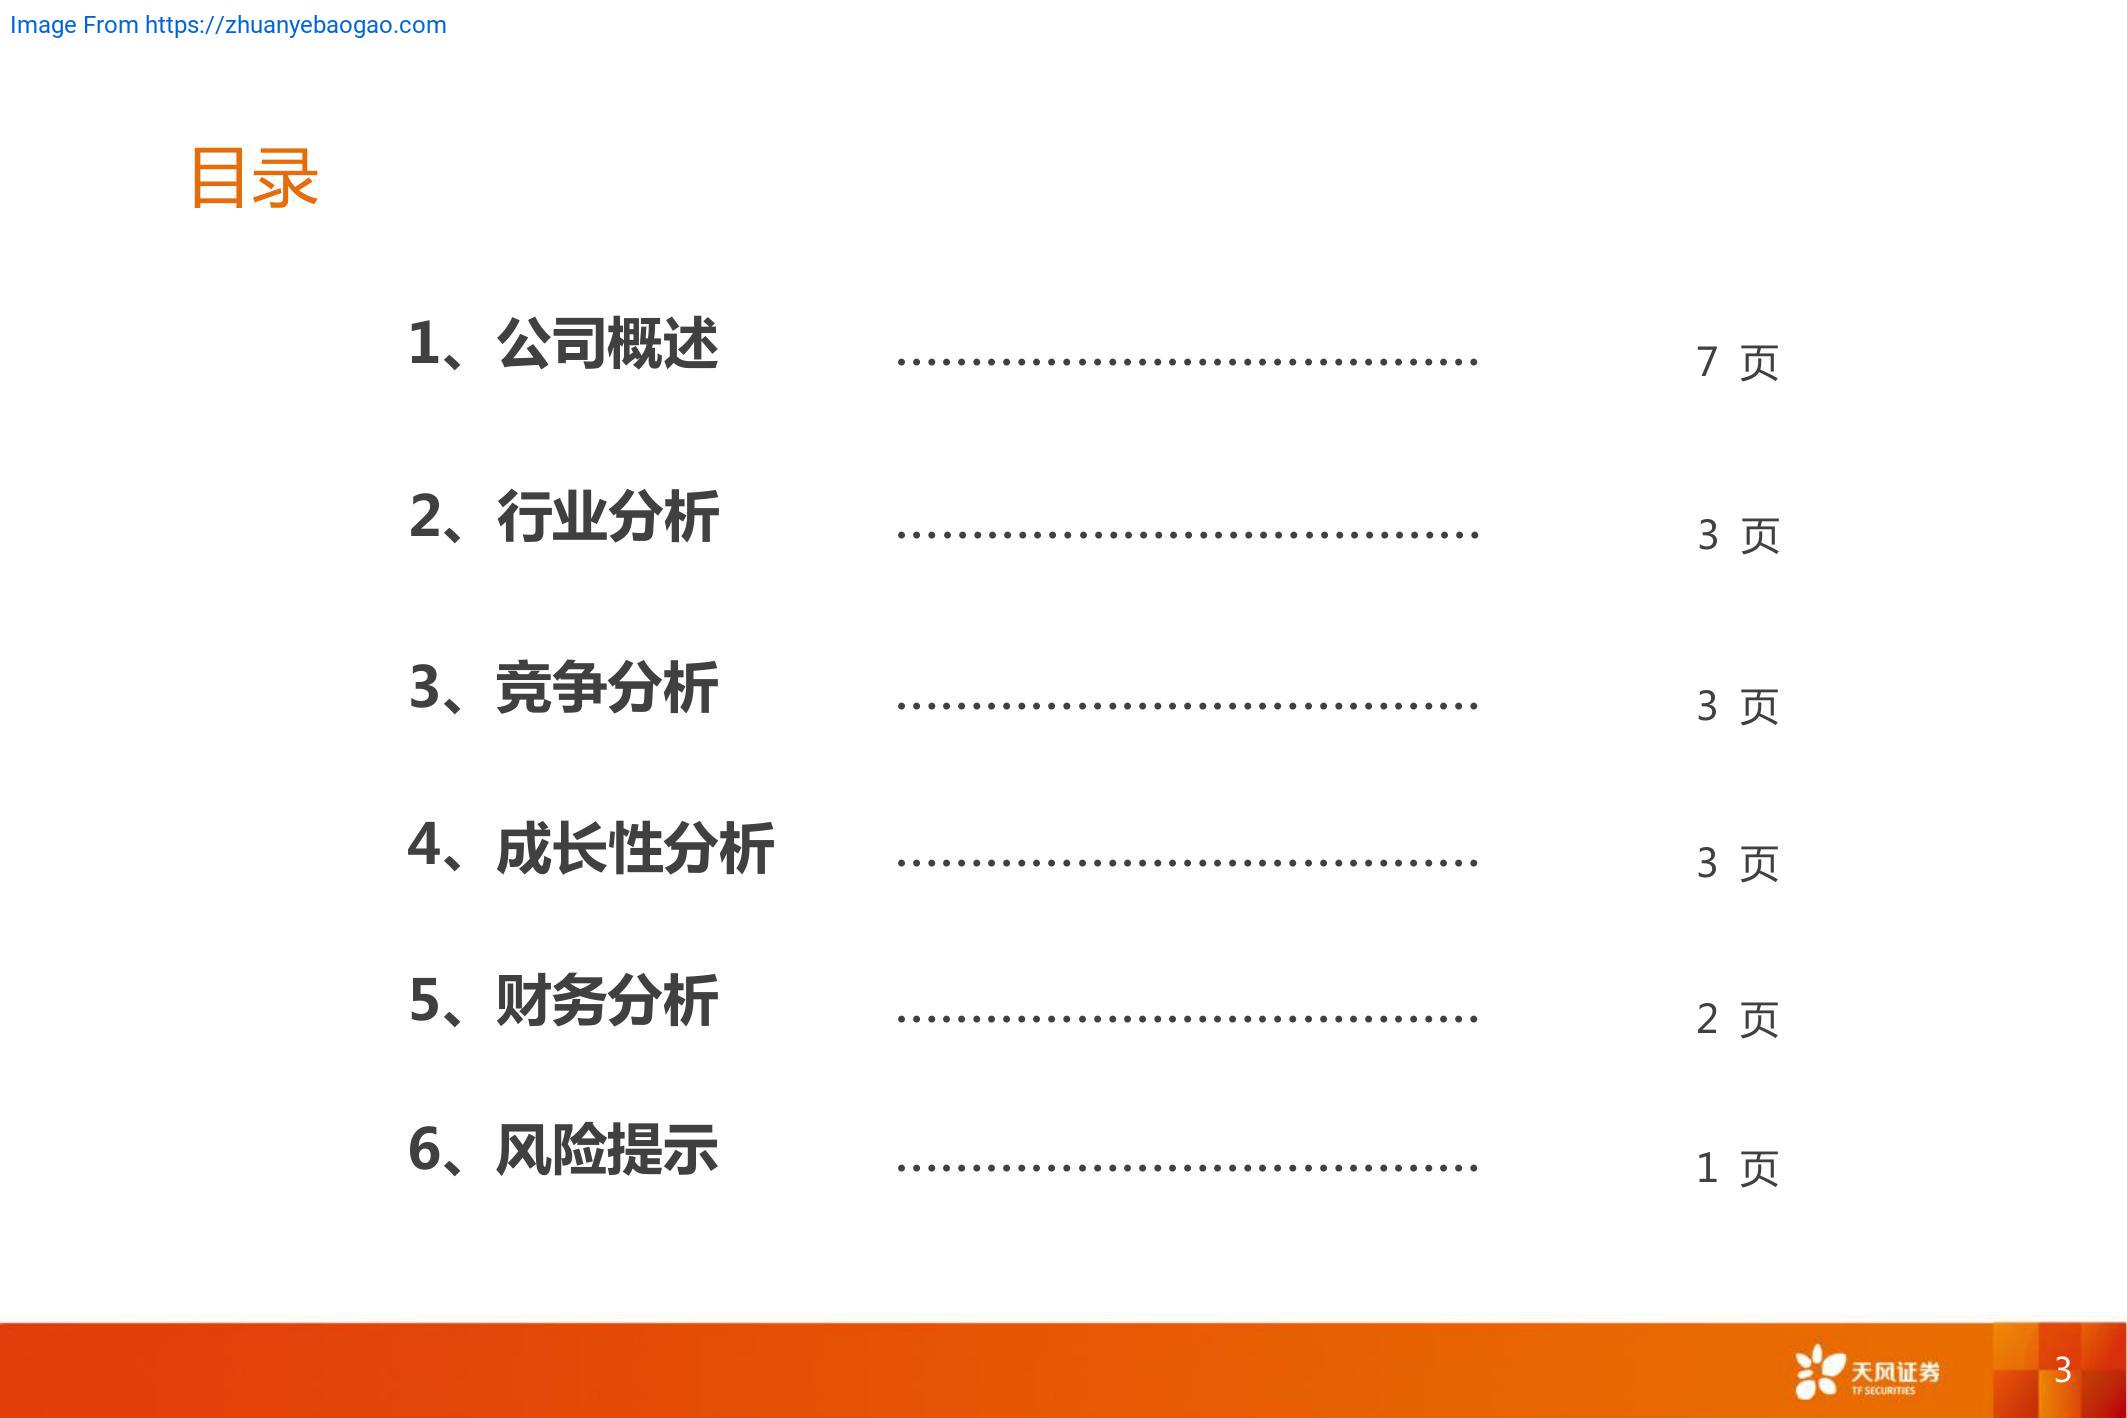 Image From https://zhuanyebaogao.com
目录
1、公司概述 ....................................... 7 页
2、行业分析 ....................................... 3 页
3、竞争分析 ....................................... 3 页
4、成长性分析 ....................................... 3 页
5、财务分析 ....................................... 2 页
6、风险提示 ....................................... 1 页
天风证券
TF SECURITIES
3